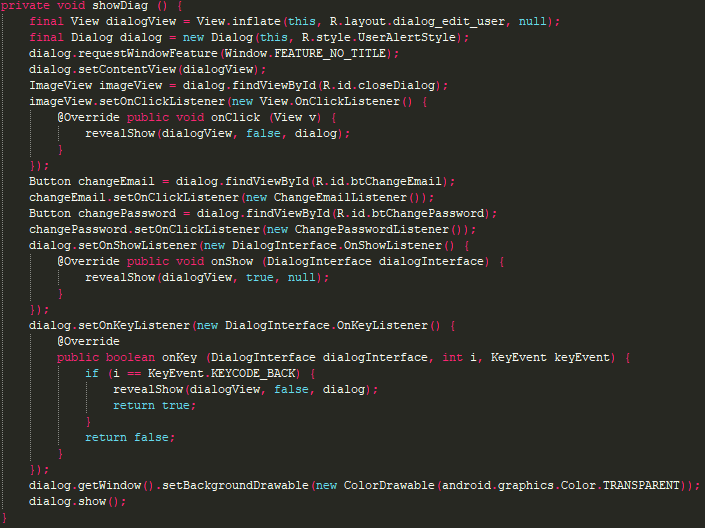 private void showDiag () {
    final View dialogView = View.inflate(this, R.layout.dialog_edit_user, null);
    final Dialog dialog = new Dialog(this, R.style.UserAlertStyle);
    dialog.requestWindowFeature(Window.FEATURE_NO_TITLE);
    dialog.setContentView(dialogView);
    ImageView imageView = dialog.findViewById(R.id.closeDialog);
    imageView.setOnClickListener(new View.OnClickListener() {
        @Override public void onClick (View v) {
            revealShow(dialogView, false, dialog);
        }
    });
    Button changeEmail = dialog.findViewById(R.id.btChangeEmail);
    changeEmail.setOnClickListener(new ChangeEmailListener());
    Button changePassword = dialog.findViewById(R.id.btChangePassword);
    changePassword.setOnClickListener(new ChangePasswordListener());
    dialog.setOnShowListener(new DialogInterface.OnShowListener() {
        @Override public void onShow (DialogInterface dialogInterface) {
            revealShow(dialogView, true, null);
        }
    });
    dialog.setOnKeyListener(new DialogInterface.OnKeyListener() {
        @Override
        public boolean onKey (DialogInterface dialogInterface, int i, KeyEvent keyEvent) {
            if (i == KeyEvent.KEYCODE_BACK) {
                revealShow(dialogView, false, dialog);
                return true;
            }
            return false;
        }
    });
    dialog.getWindow().setBackgroundDrawable(new ColorDrawable(android.graphics.Color.TRANSPARENT));
    dialog.show();
}